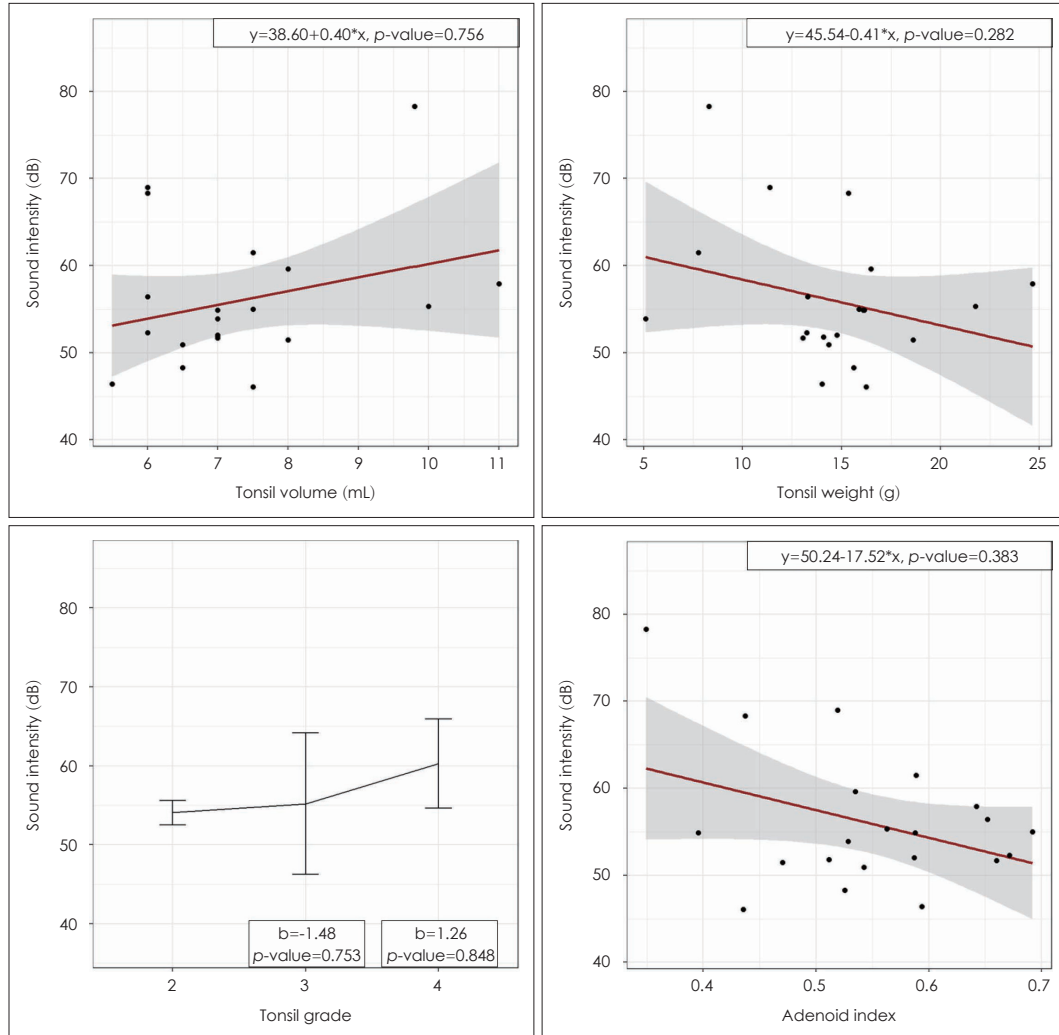 y=38.60+0.40*x, p-value=0.756
80
70
60
50
40
Sound intensity (dB)
6 7 8 9 10 11
Tonsil volume (mL)
y=45.54-0.41*x, p-value=0.282
80
70
60
50
40
Sound intensity (dB)
5 10 15 20 25
Tonsil weight (g)
80
70
60
50
40
Sound intensity (dB)
b=-1.48
p-value=0.753
b=1.26
p-value=0.848
2 3 4
Tonsil grade
y=50.24-17.52*x, p-value=0.383
80
70
60
50
40
Sound intensity (dB)
0.4 0.5 0.6 0.7
Adenoid index